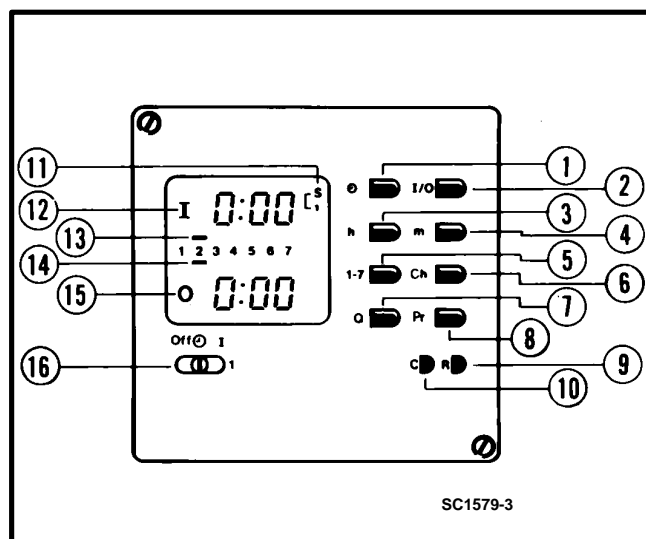 11 S 1
12 I 0:00 [ 1 I/O 2
13 h m 3
1 2 3 4 5 6 7 4
14 1-7 Ch 5
15 O 0:00 6
Q Pr 7
Off I 8
16 1 C R 9
10
SC1579-3